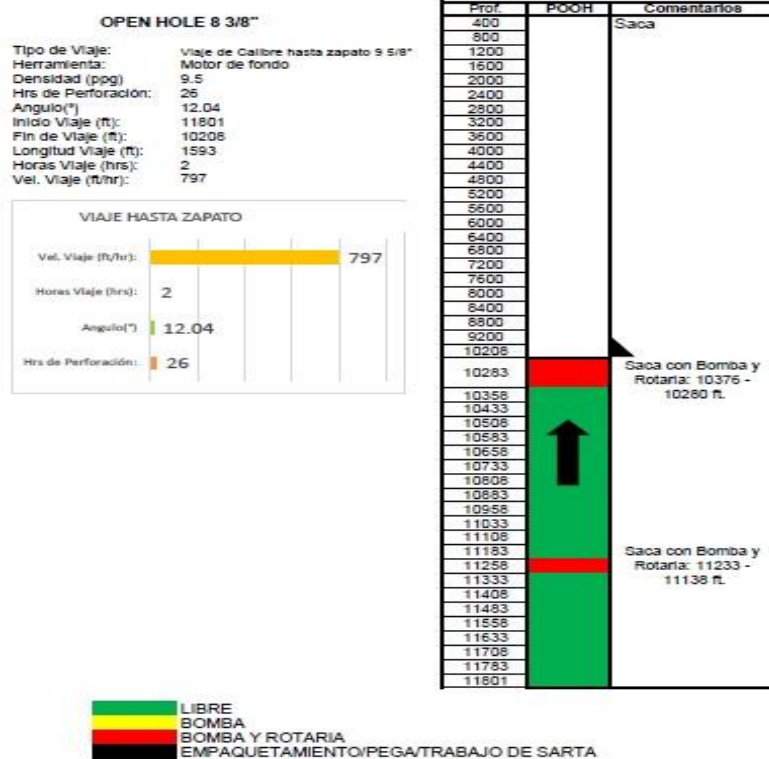 OPEN HOLE 8 3/8"
Tipo de Viaje: Viaje de Calibre hasta zapato 9 5/8"
Herramienta: Motor de fondo
Densidad (ppg) 9.5
Hrs de Perforación: 26
Angulo(°) 12.04
Inicio Viaje (ft): 11801
Fin de Viaje (ft): 10208
Longitud Viaje (ft): 1593
Horas Viaje (hrs): 2
Vel. Viaje (ft/hr): 797
VIAJE HASTA ZAPATO
Vel. Viaje (ft/hr): 797
Horas Viaje (hrs): 2
Angulo(°) 12.04
Hrs de Perforación: 26
Prof. POOH Comentarios
400 Saca
800
1200
1600
2000
2400
2800
3200
3600
4000
4400
4800
5200
5600
6000
6400
6800
7200
7600
8000
8400
8800
9200
10208
10283 Saca con Bomba y
Rotaria: 10376 -
10280 ft.
10358
10433
10508
10583
10658
10733
10808
10883
10958
11033
11108
11183 Saca con Bomba y
11258 Rotaria: 11233 -
11333 11138 ft.
11408
11483
11558
11633
11708
11783
11801
LIBRE
BOMBA
BOMBA Y ROTARIA
EMPAQUETAMIENTO/PEGA/TRABAJO DE SARTA